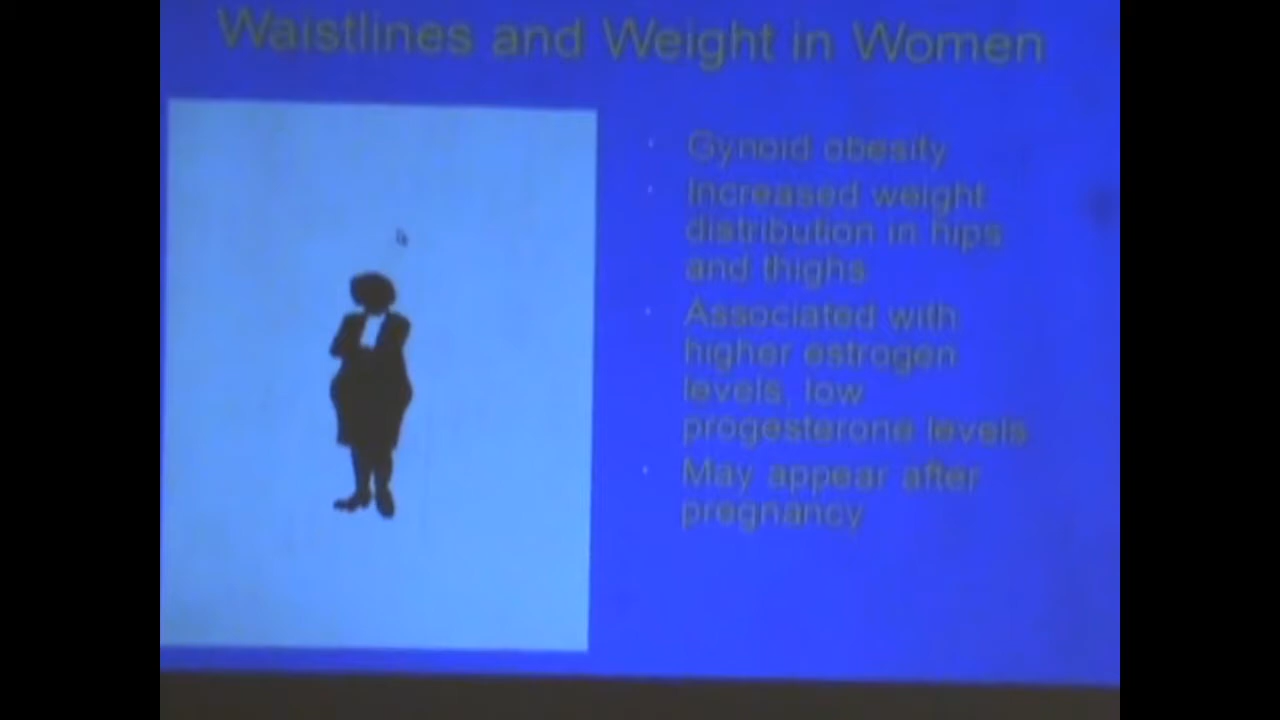 Waistlines and Weight in Women
· Gynoid obesity
· Increased weight
distribution in hips
and thighs
· Associated with
higher estrogen
levels, low
progesterone levels
· May appear after
pregnancy